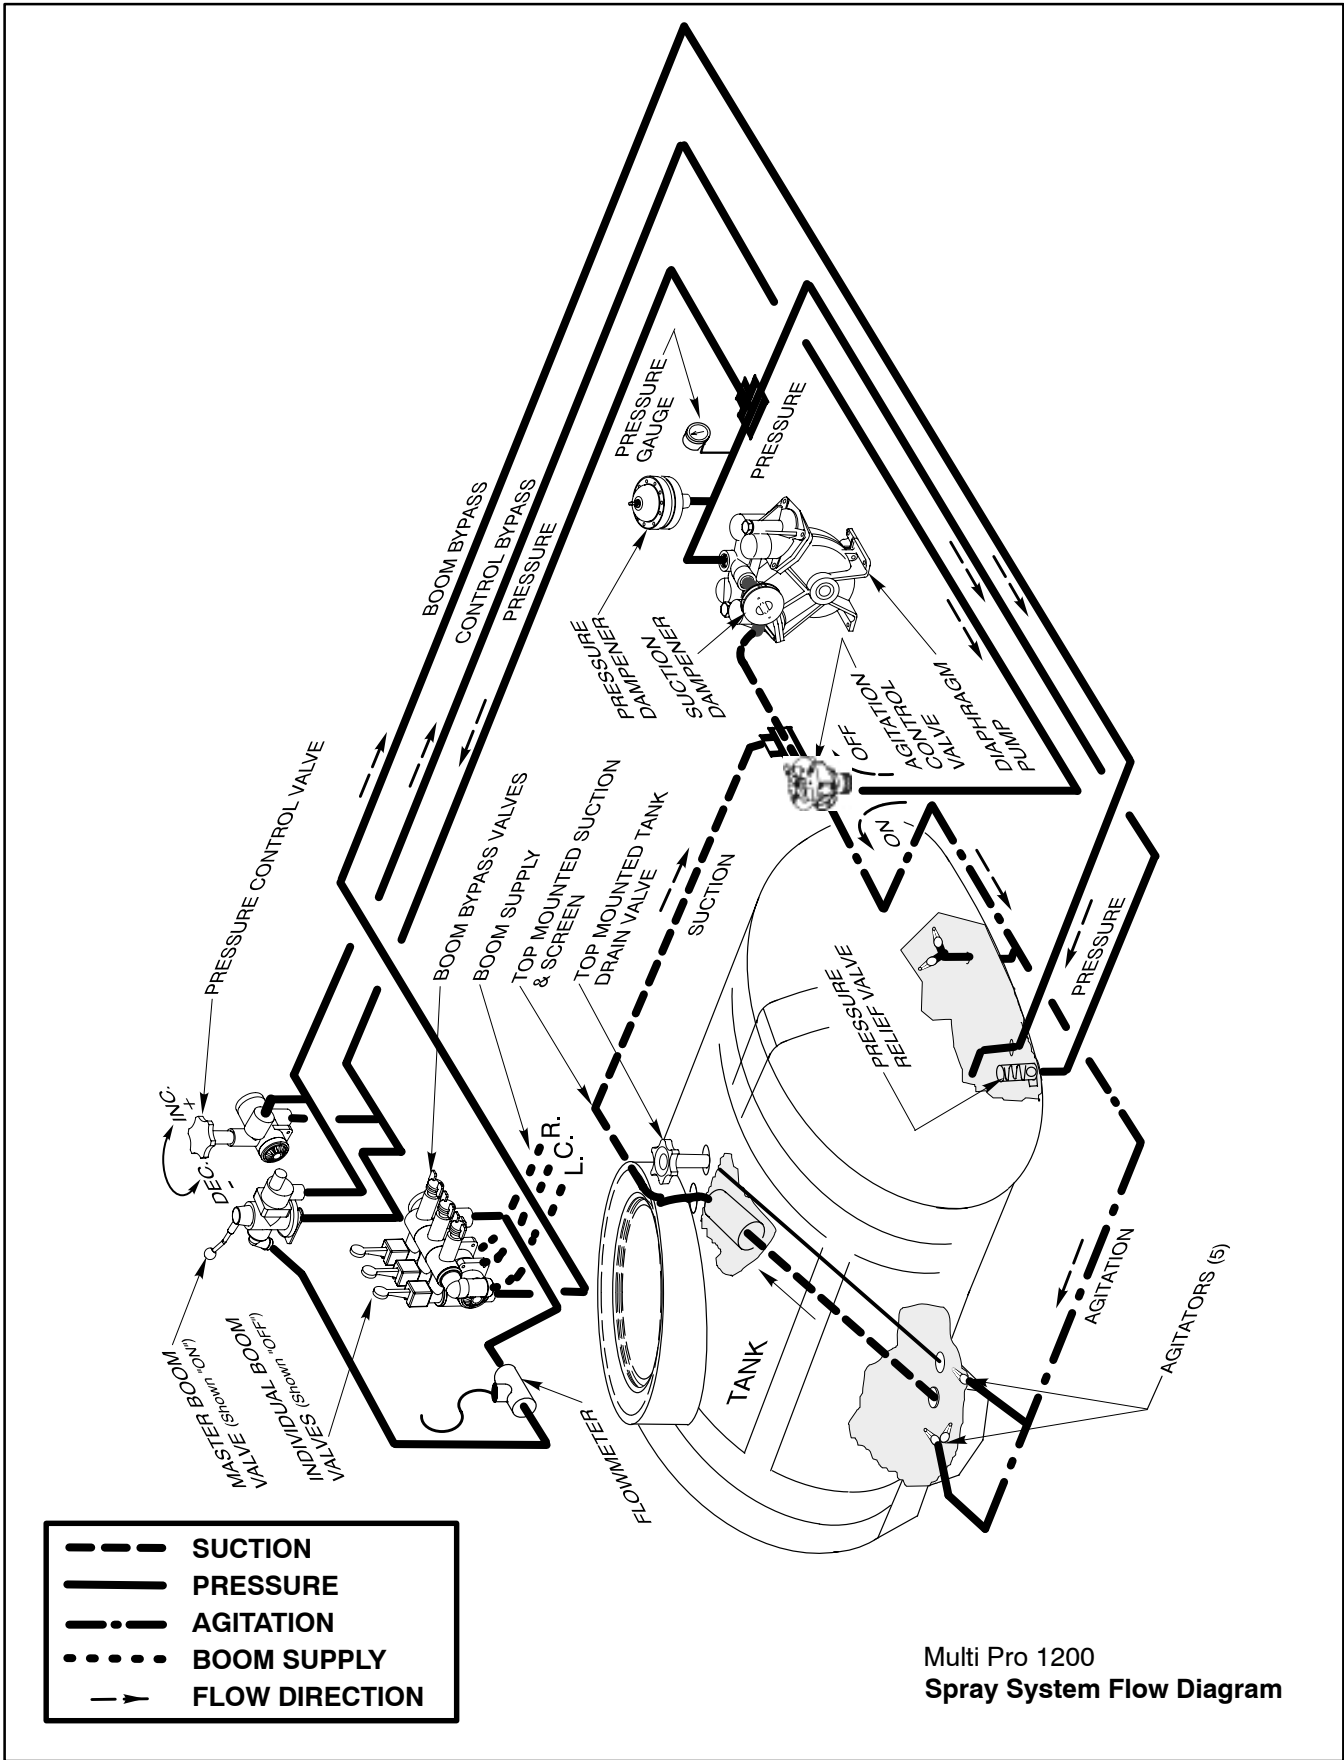 BOOM BYPASS
CONTROL BYPASS
PRESSURE
PRESSURE
GAUGE
PRESSURE
PRESSURE
DAMPENER
SUCTION
DAMPENER
OFF
AGITATION
CONTROL
VALVE
DIAPHRAGM
PUMP
PRESSURE CONTROL VALVE
BOOM BYPASS VALVES
BOOM SUPPLY
TOP MOUNTED SUCTION
& SCREEN
TOP MOUNTED TANK
DRAIN VALVE
SUCTION
ON
PRESSURE
RELIEF VALVE
PRESSURE
INC.
+
DEC.
-
R.
C.
L.
MASTER BOOM
VALVE (Shown "ON")
INDIVIDUAL BOOM
VALVES (Shown "OFF")
FLOWMETER
TANK
AGITATION
AGITATORS (5)
SUCTION
PRESSURE
AGITATION
BOOM SUPPLY
FLOW DIRECTION
Multi Pro 1200
Spray System Flow Diagram